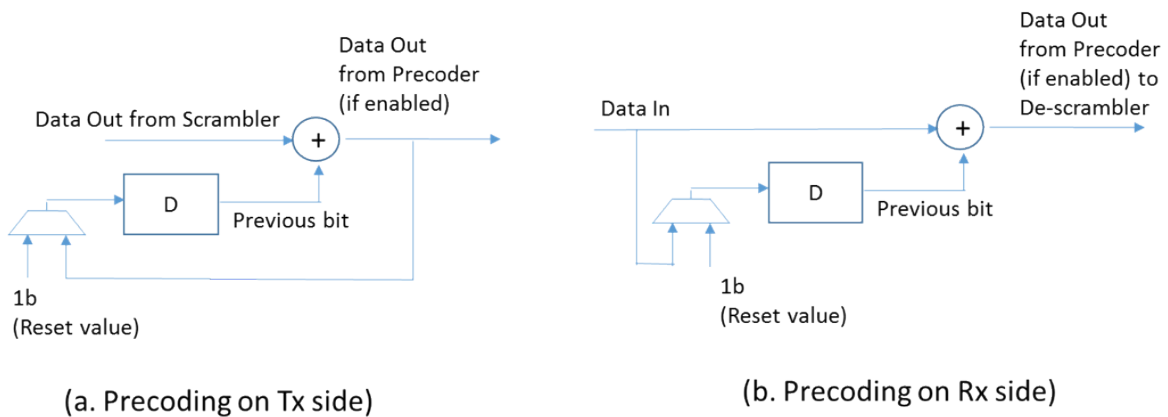 Data Out
from Precoder
(if enabled)
Data Out from Scrambler
+
D
Previous bit
1b
(Reset value)
(a. Precoding on Tx side)
Data Out
from Precoder
(if enabled) to
De-scrambler
Data In
+
D
Previous bit
1b
(Reset value)
(b. Precoding on Rx side)